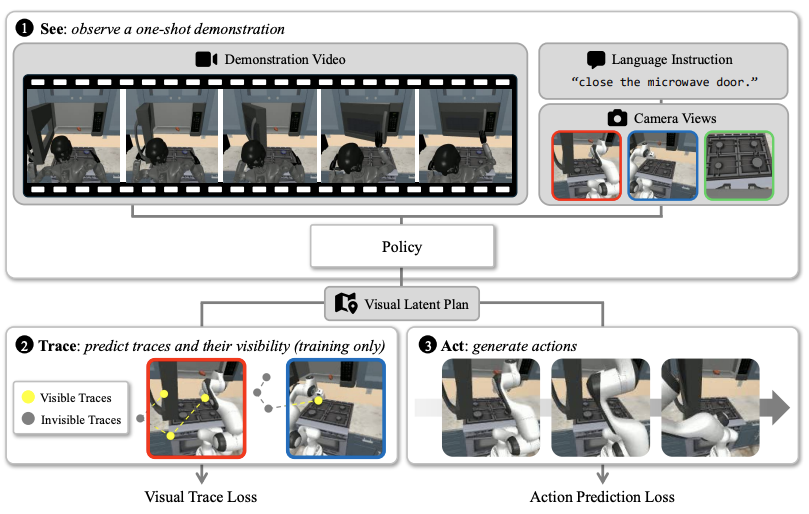 1 See: observe a one-shot demonstration
Demonstration Video
Language Instruction
“close the microwave door.”
Camera Views
Policy
Visual Latent Plan
2 Trace: predict traces and their visibility (training only)
Visible Traces
Invisible Traces
3 Act: generate actions
Visual Trace Loss
Action Prediction Loss